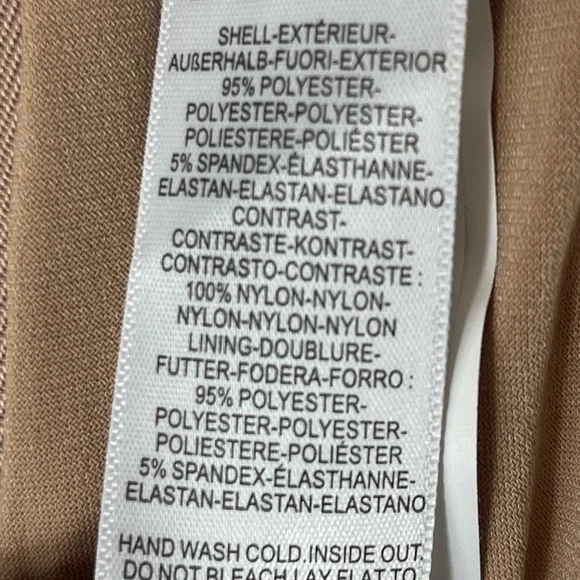 SHELL-EXTÉRIEUR-
AUßERHALB-FUORI-EXTERIOR
95% POLYESTER-
POLYESTER-POLYESTER-
POLIESTERE-POLIÉSTER
5% SPANDEX-ÉLASTHANNE-
ELASTAN-ELASTAN-ELASTANO
CONTRAST-
CONTRASTE-KONTRAST-
CONTRASTO-CONTRASTE :
100% NYLON-NYLON-
NYLON-NYLON-NYLON
LINING-DOUBLURE-
FUTTER-FODERA-FORRO :
95% POLYESTER-
POLYESTER-POLYESTER-
POLIESTERE-POLIÉSTER
5% SPANDEX-ÉLASTHANNE-
ELASTAN-ELASTAN-ELASTANO
HAND WASH COLD.INSIDE OUT.
DO NOT BLEACH.LAY FLAT TO